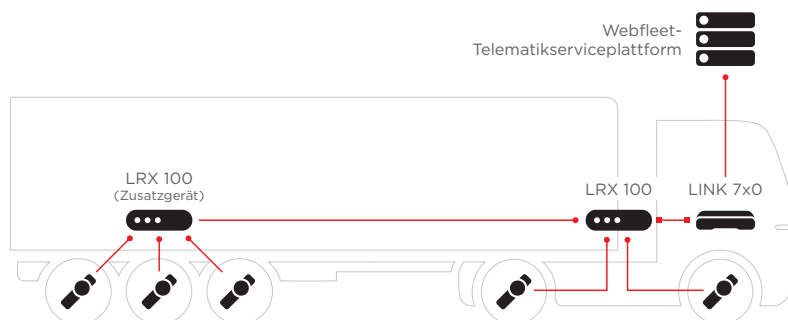 Webfleet-
Telematikserviceplattform
LRX 100
(Zusatzgerät)
LRX 100
LINK 7x0